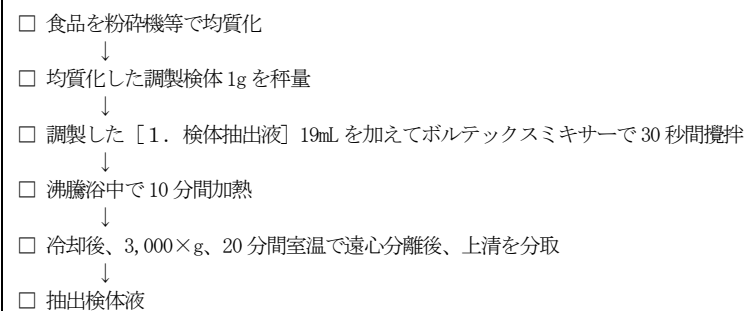 □ 食品を粉砕機等で均質化
↓
□ 均質化した調製検体 1g を秤量
↓
□ 調製した［１．検体抽出液］19mL を加えてボルテックスミキサーで 30 秒間攪拌
↓
□ 沸騰浴中で 10 分間加熱
↓
□ 冷却後、3,000×g、20 分間室温で遠心分離後、上清を分取
↓
□ 抽出検体液